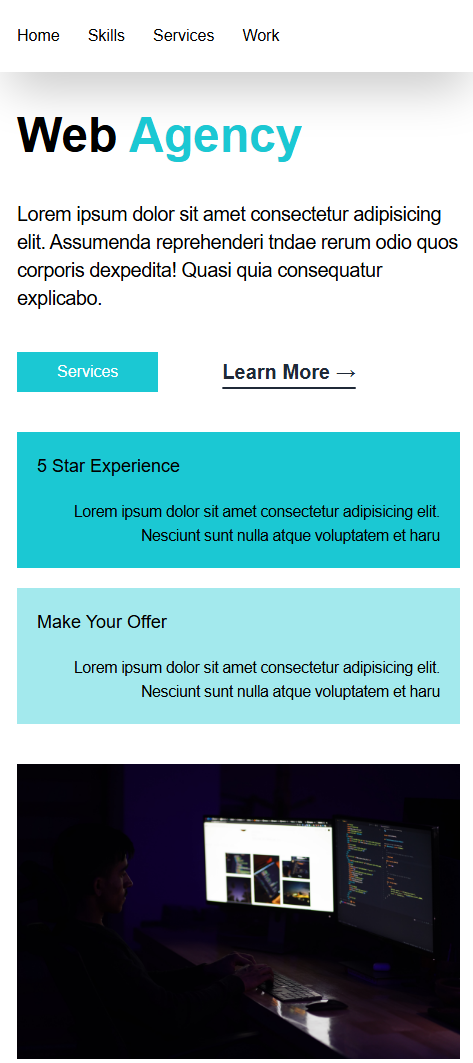 Home Skills Services Work
Web Agency
Lorem ipsum dolor sit amet consectetur adipisicing
elit. Assumenda reprehenderi tndae rerum odio quos
corporis dexpedita! Quasi quia consequatur
explicabo.
Services Learn More →
5 Star Experience
Lorem ipsum dolor sit amet consectetur adipisicing elit.
Nesciunt sunt nulla atque voluptatem et haru
Make Your Offer
Lorem ipsum dolor sit amet consectetur adipisicing elit.
Nesciunt sunt nulla atque voluptatem et haru